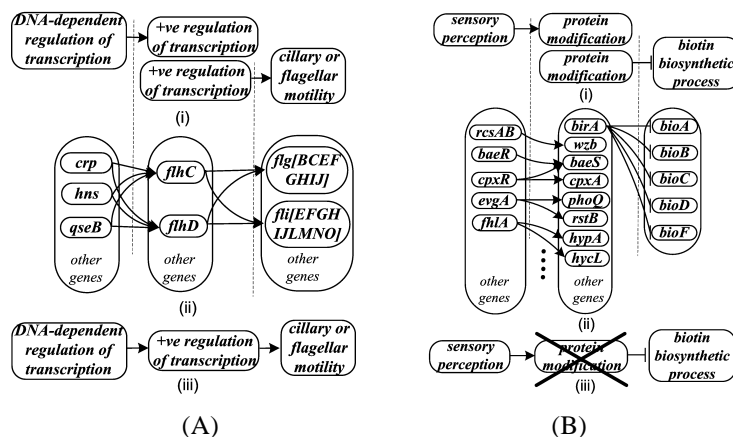 DNA-dependent
regulation of
transcription
+ve regulation
of transcription
+ve regulation
of transcription
cillary or
flagellar
motility
(i)
crp
hns
qseB
other
genes
flhC
flhD
other
genes
flg[BCEF
GHIJ]
fli[EFGH
IJLMNO]
other genes
(ii)
DNA-dependent
regulation of
transcription
+ve regulation
of transcription
cillary or
flagellar
motility
(iii)
(A)
sensory
perception
protein
modification
protein
modification
biotin
biosynthetic
process
(i)
rcsAB
baeR
cpxR
evgA
fhlA
other
genes
birA
wzb
baeS
cpxA
phoQ
rstB
hypA
hycL
other
genes
bioA
bioB
bioC
bioD
bioF
(ii)
sensory
perception
protein
modification
biotin
biosynthetic
process
(iii)
(B)